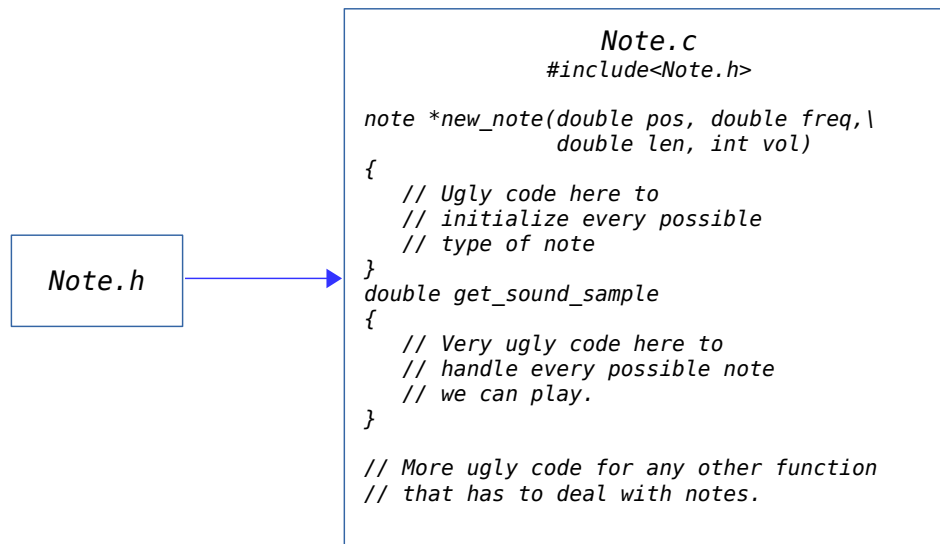 Note.h
Note.c
#include<Note.h>
note *new_note(double pos, double freq,\
double len, int vol)
{
// Ugly code here to
// initialize every possible
// type of note
}
double get_sound_sample
{
// Very ugly code here to
// handle every possible note
// we can play.
}
// More ugly code for any other function
// that has to deal with notes.